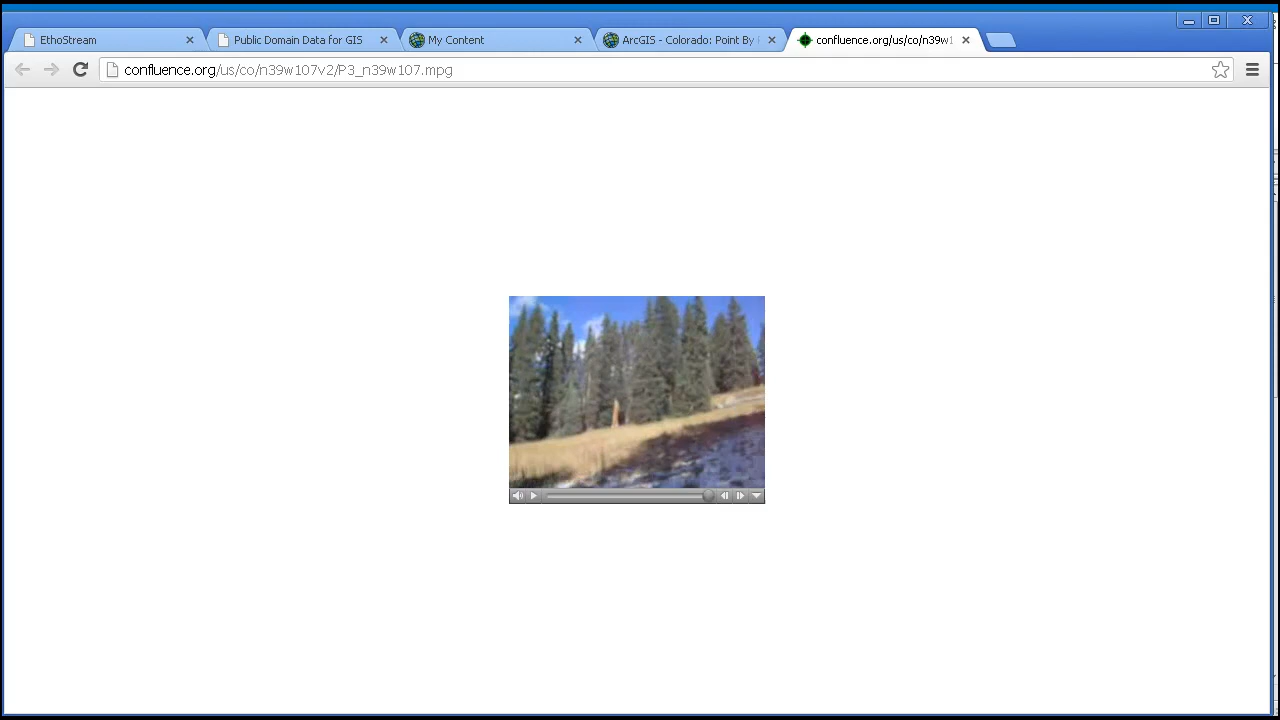 EthoStream
Public Domain Data for GIS
My Content
ArcGIS - Colorado: Point By
confluence.org/us/co/n39w1
confluence.org/us/co/n39w107v2/P3_n39w107.mpg